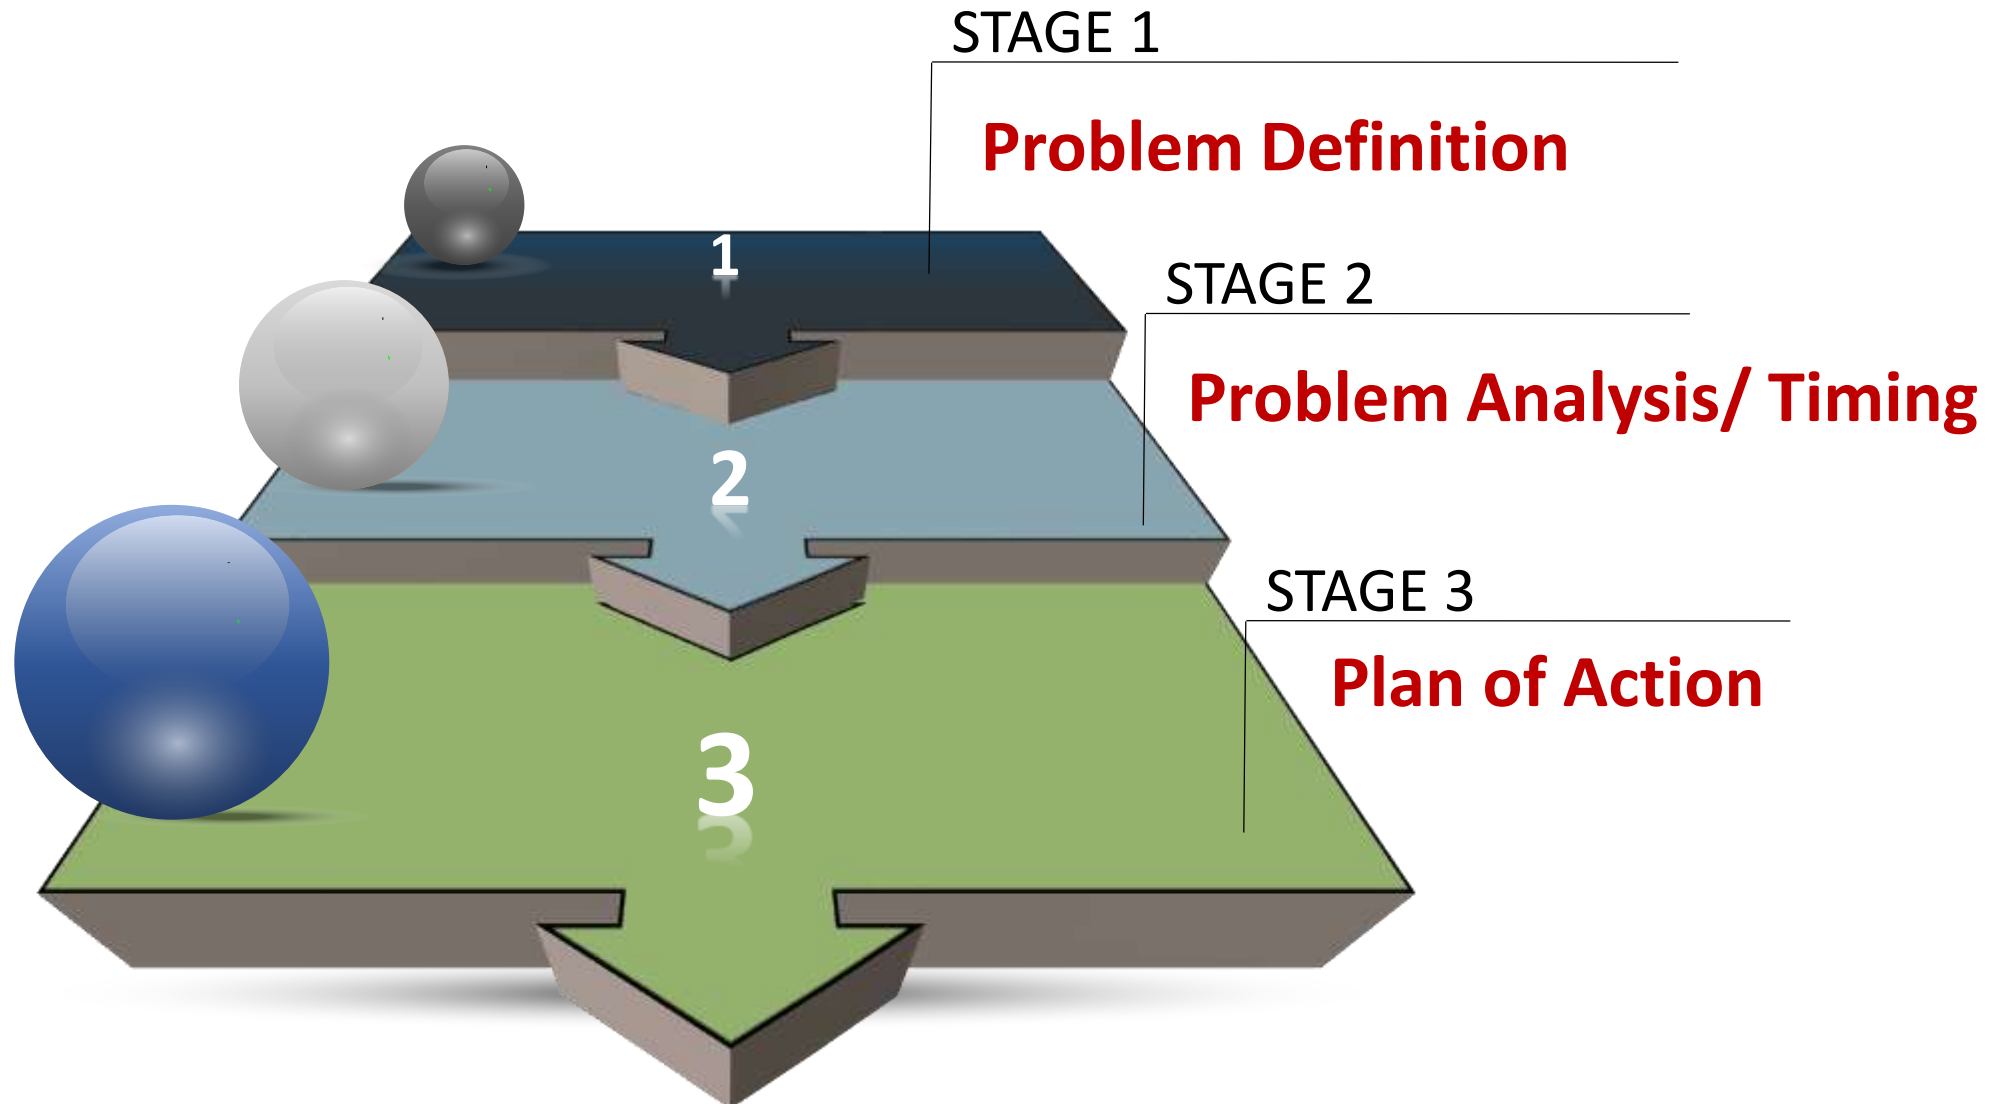 STAGE 1
Problem Definition
1
STAGE 2
Problem Analysis/ Timing
2
STAGE 3
Plan of Action
3